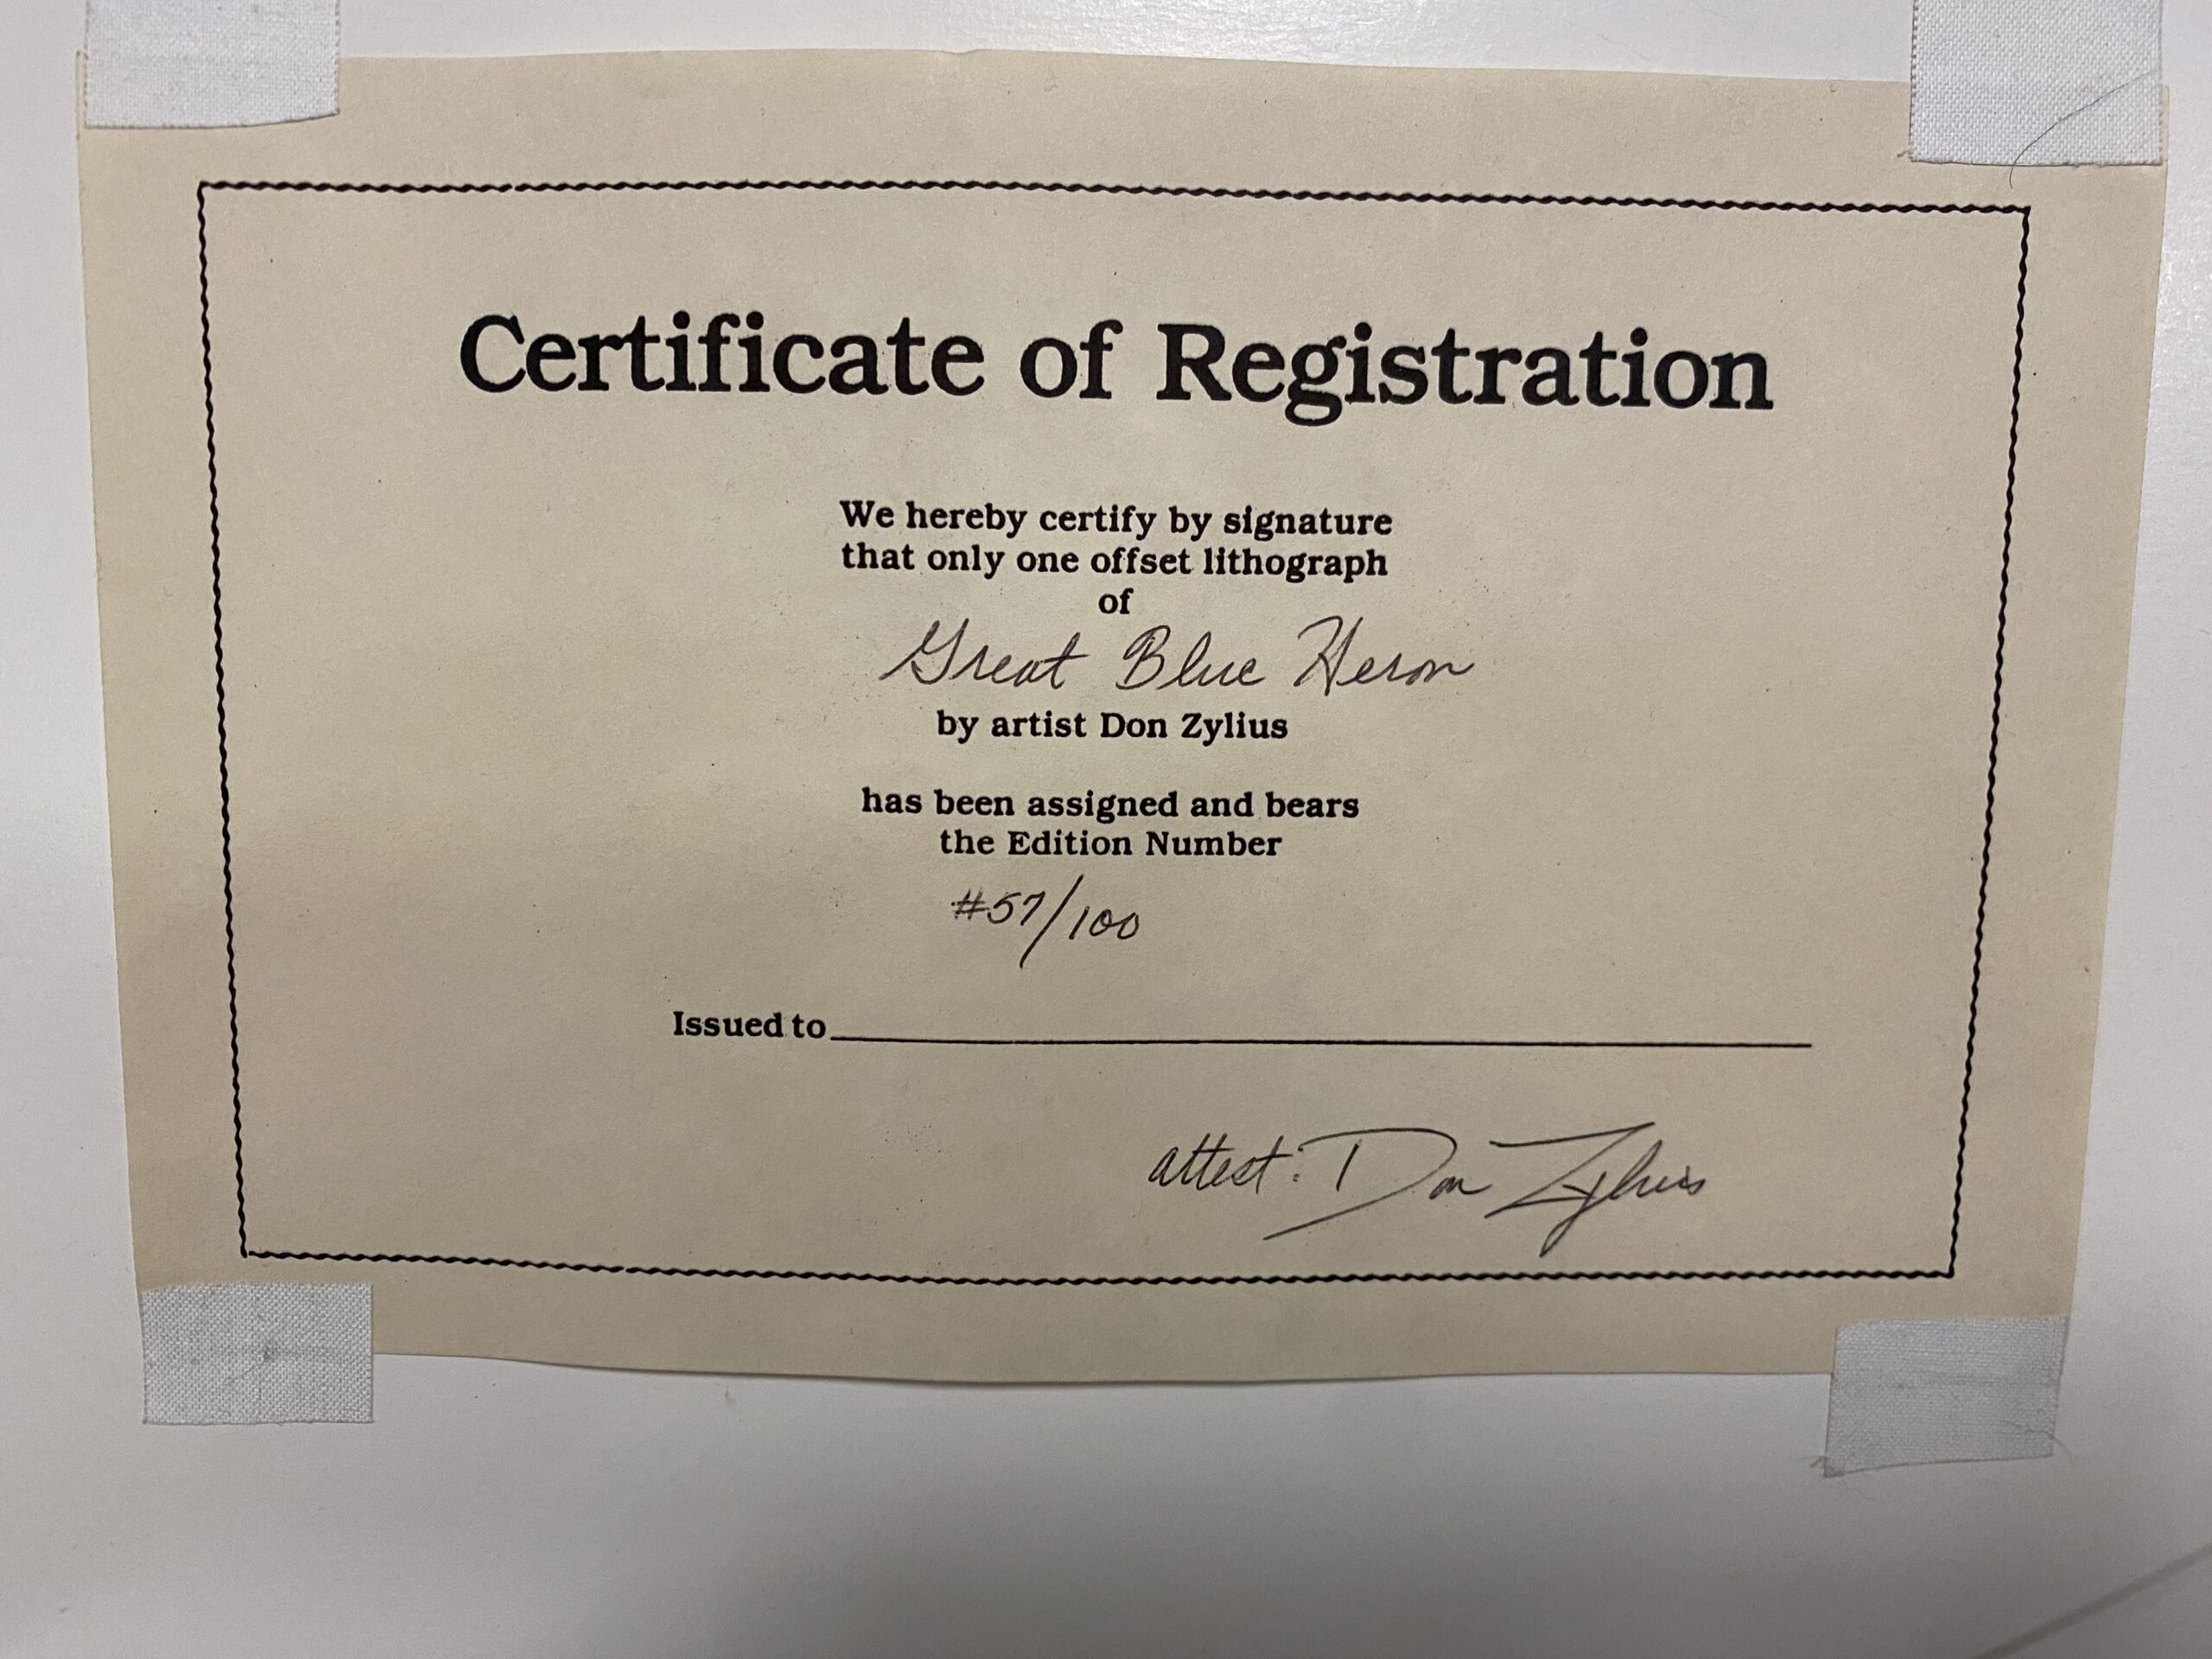 Certificate of Registration
We hereby certify by signature
that only one offset lithograph
of
Great Blue Heron
by artist Don Zylius
has been assigned and bears
the Edition Number
#57/100
Issued to
attest: Don Zylius